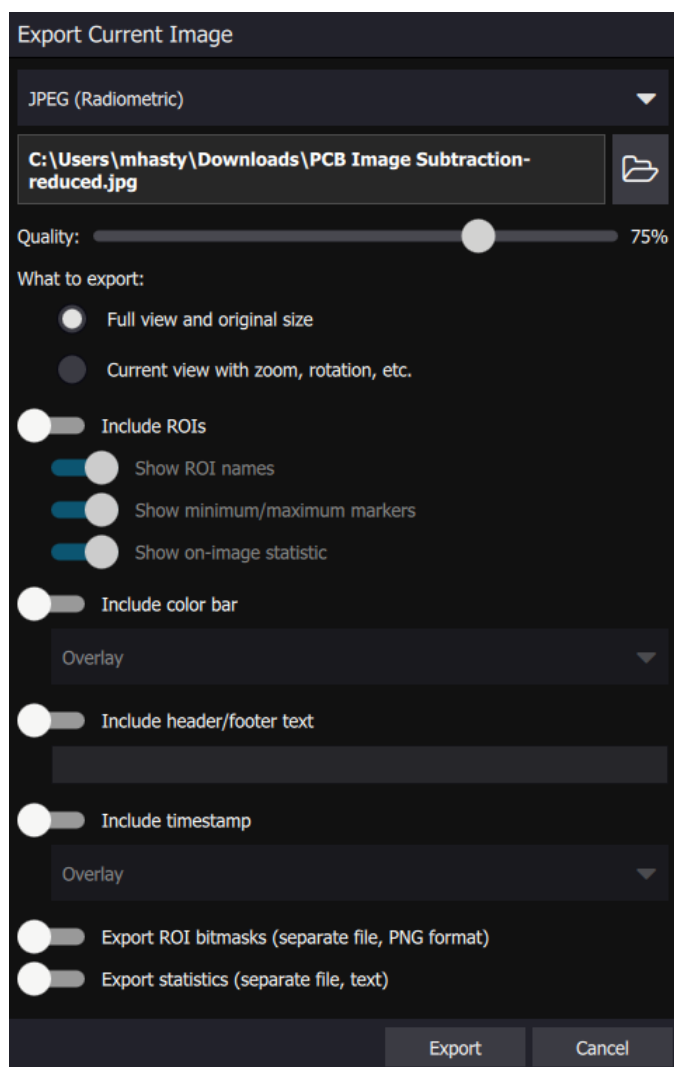 Export Current Image
JPEG (Radiometric)
C:\Users\mhasty\Downloads\PCB Image Subtraction-
reduced.jpg
Quality: 75%
What to export:
Full view and original size
Current view with zoom, rotation, etc.
Include ROIs
Show ROI names
Show minimum/maximum markers
Show on-image statistic
Include color bar
Overlay
Include header/footer text
Include timestamp
Overlay
Export ROI bitmasks (separate file, PNG format)
Export statistics (separate file, text)
Export Cancel